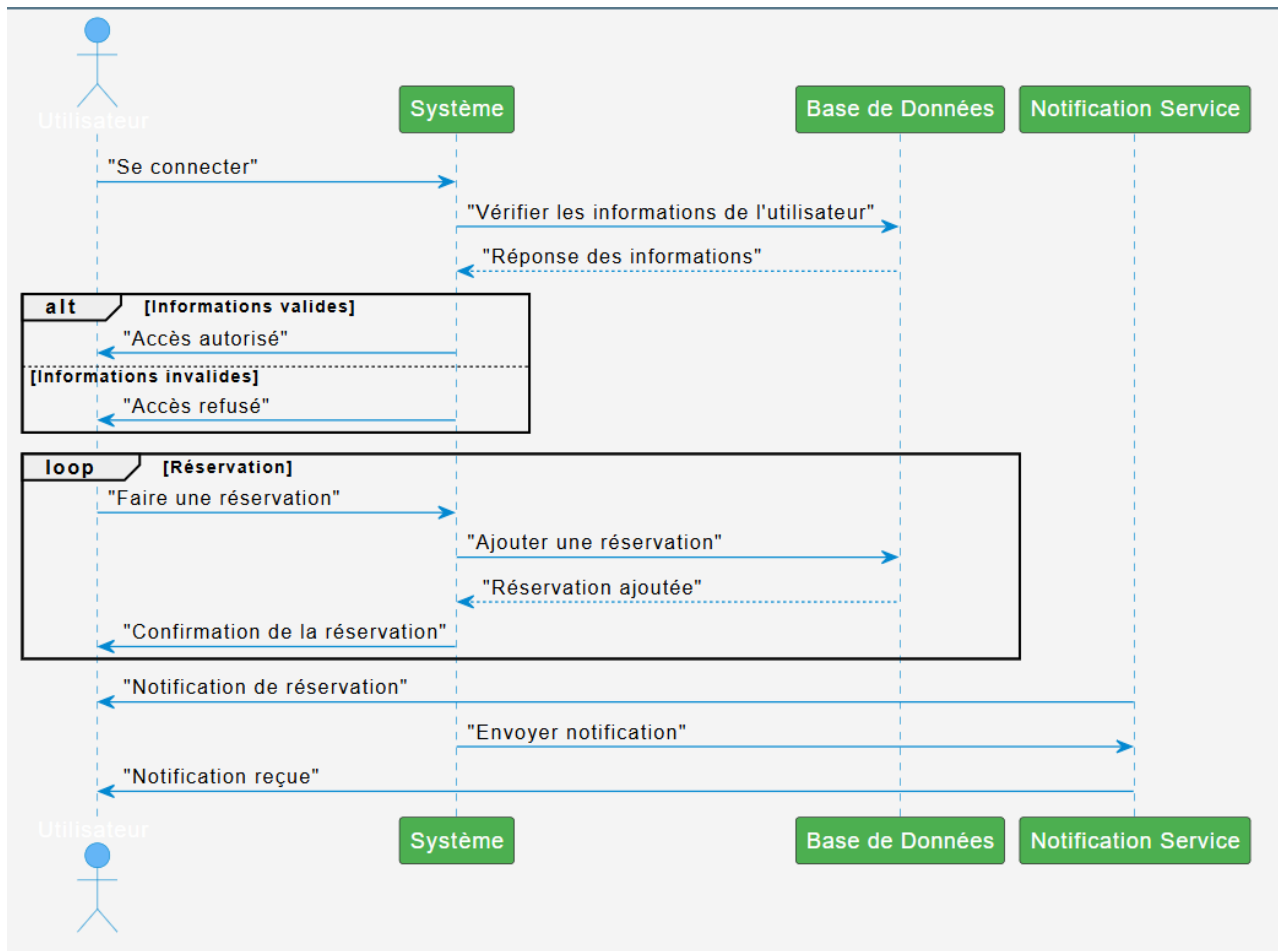 Utilisateur
Système
Base de Données
Notification Service
"Se connecter"
"Vérifier les informations de l'utilisateur"
"Réponse des informations"
alt
[Informations valides]
"Accès autorisé"
[Informations invalides]
"Accès refusé"
loop
[Réservation]
"Faire une réservation"
"Ajouter une réservation"
"Réservation ajoutée"
"Confirmation de la réservation"
"Notification de réservation"
"Envoyer notification"
"Notification reçue"
Utilisateur
Système
Base de Données
Notification Service